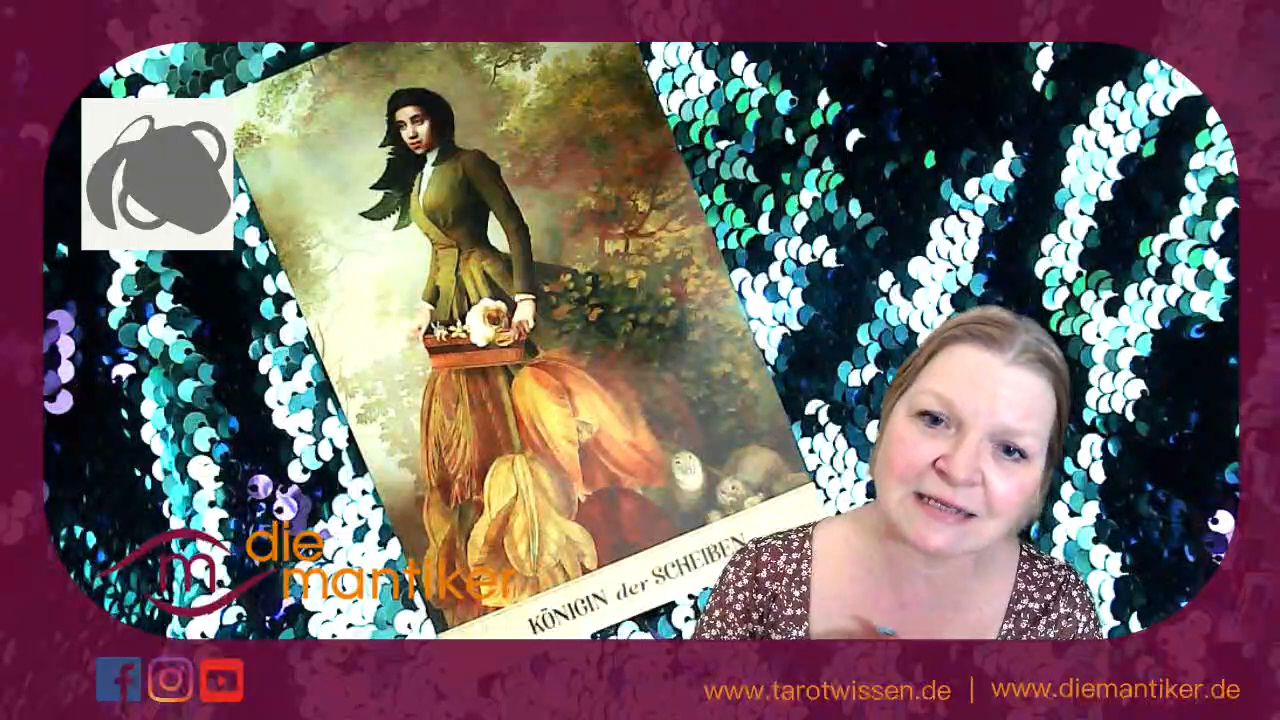 die
mantiker
m
KÖNIGIN der SCHEIBEN
www.tarotwissen.de | www.diemantiker.de